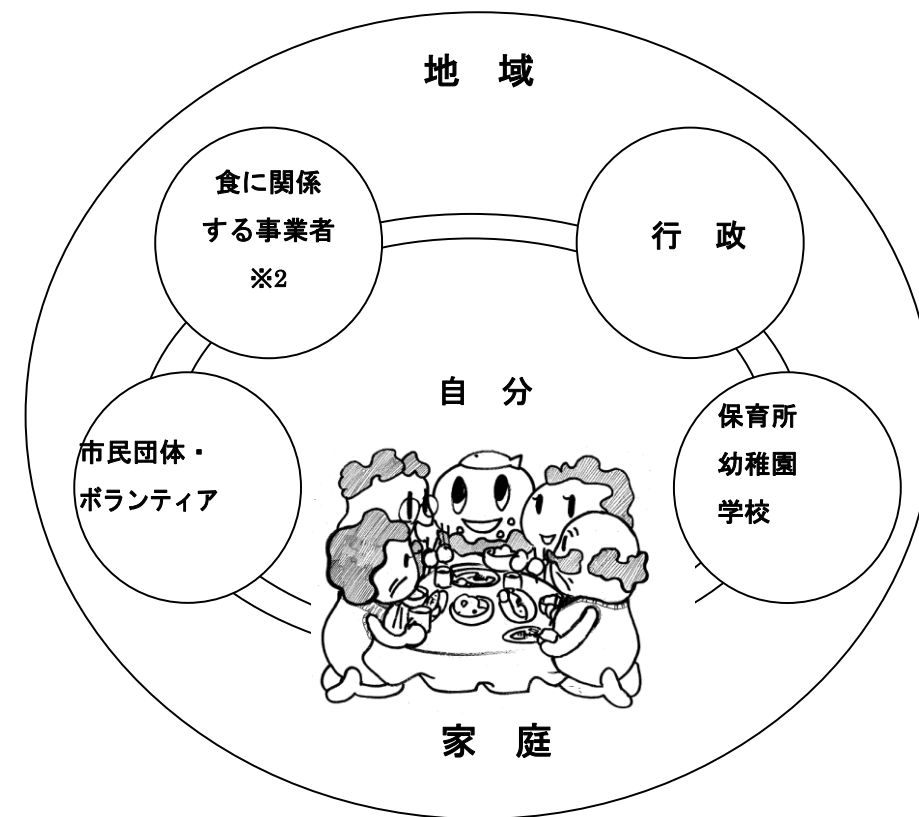 地　域
食に関係
する事業者
※2
行　政
自　分
保育所
幼稚園
学校
市民団体・
ボランティア
家　庭